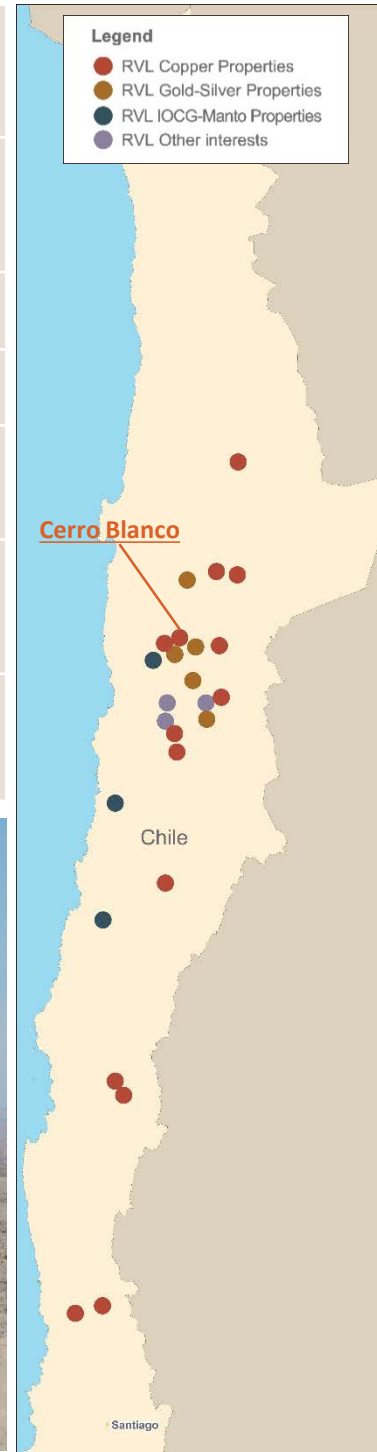 Legend
RVL Copper Properties
RVL Gold-Silver Properties
RVL IOCG-Manto Properties
RVL Other interests
Cerro Blanco
Chile
Santiago